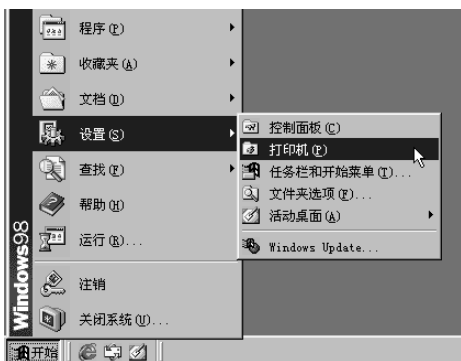 程序(P)
收藏夹(A)
文档(D)
设置(S)
查找(F)
帮助(H)
运行(R)...
注销
关闭系统(U)...
Windows98
开始
控制面板(C)
打印机(P)
任务栏和开始菜单(T)...
文件夹选项(F)...
活动桌面(A)
Windows Update...